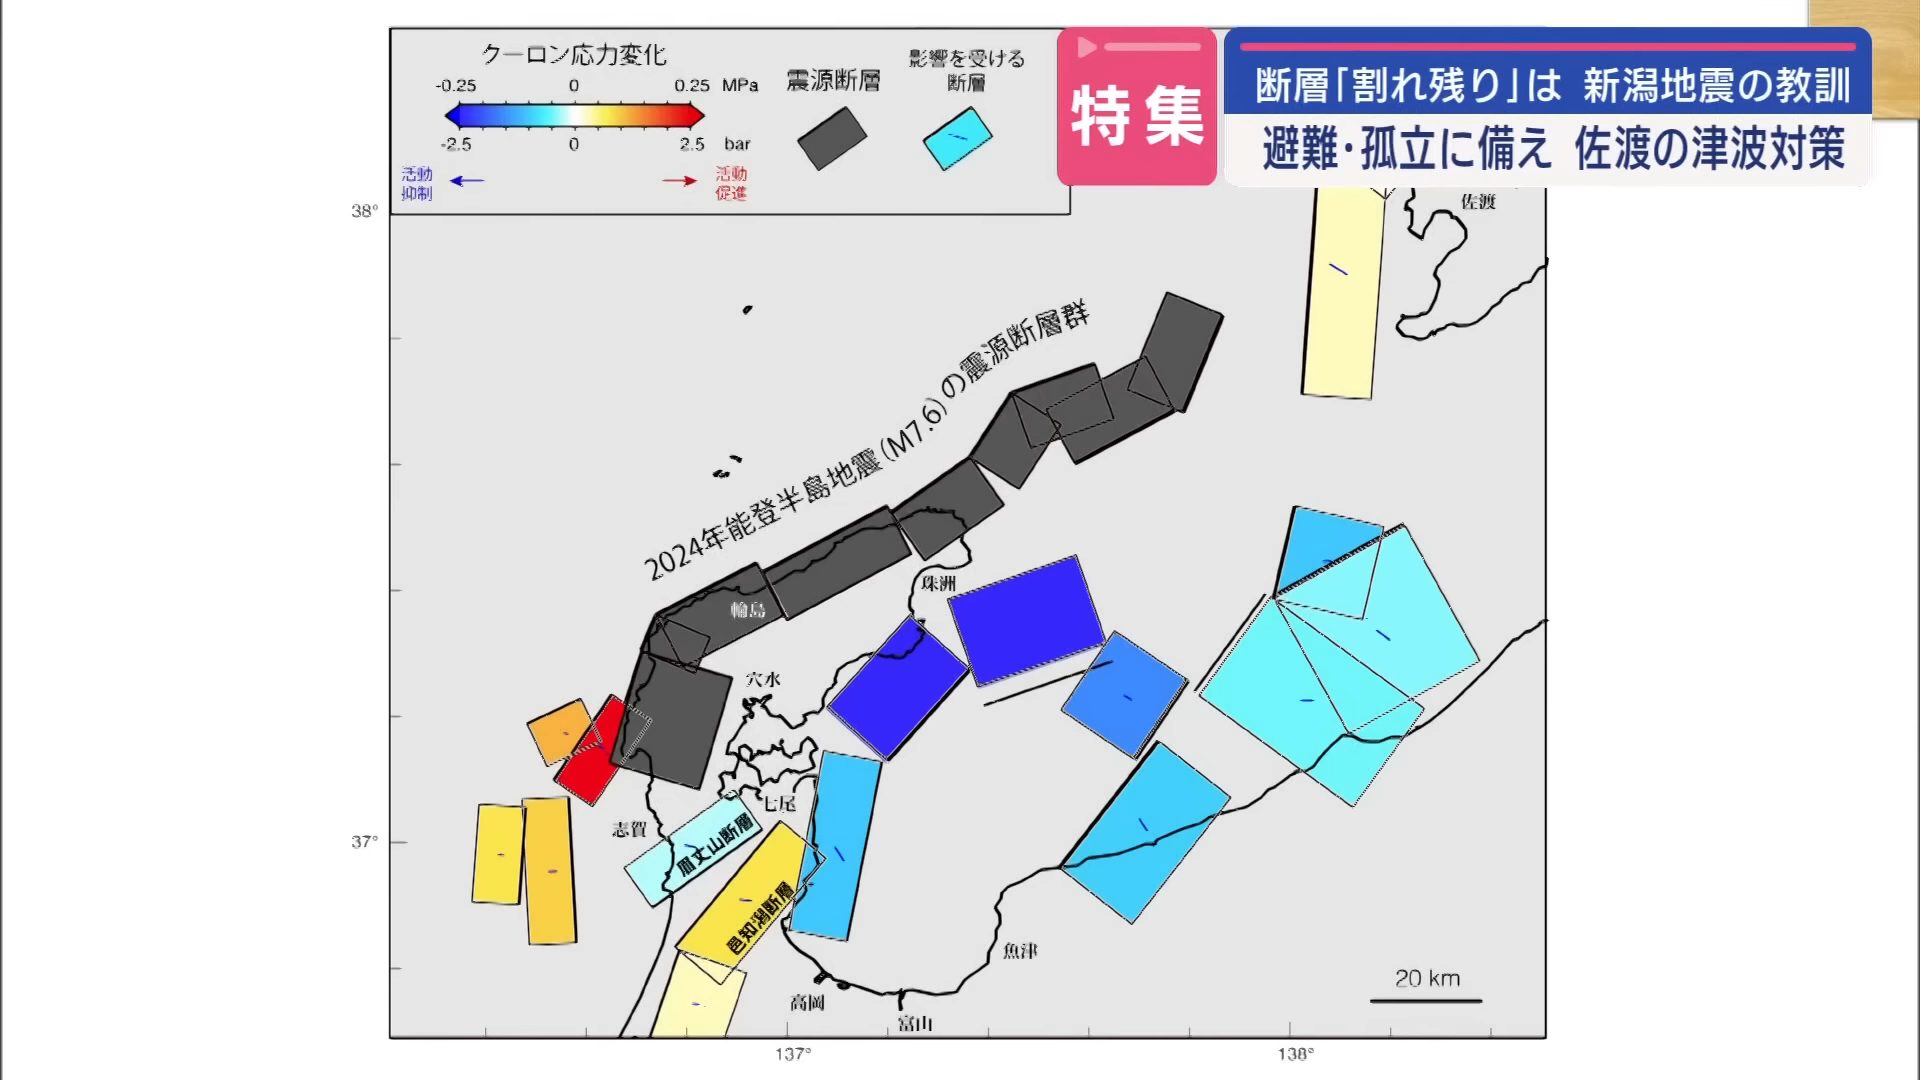 クーロン応力変化
-0.25 0 0.25 MPa
-2.5 0 2.5 bar
活動
抑制
活動
促進
震源断層
影響を受ける
断層
特集
断層「割れ残り」は 新潟地震の教訓
避難・孤立に備え 佐渡の津波対策
佐渡
38°
2024年能登半島地震(M7.6)の震源断層群
珠洲
輪島
穴水
七尾
志賀
眉丈山断層
37°
邑知潟断層
魚津
高岡
富山
20 km
137°
138°